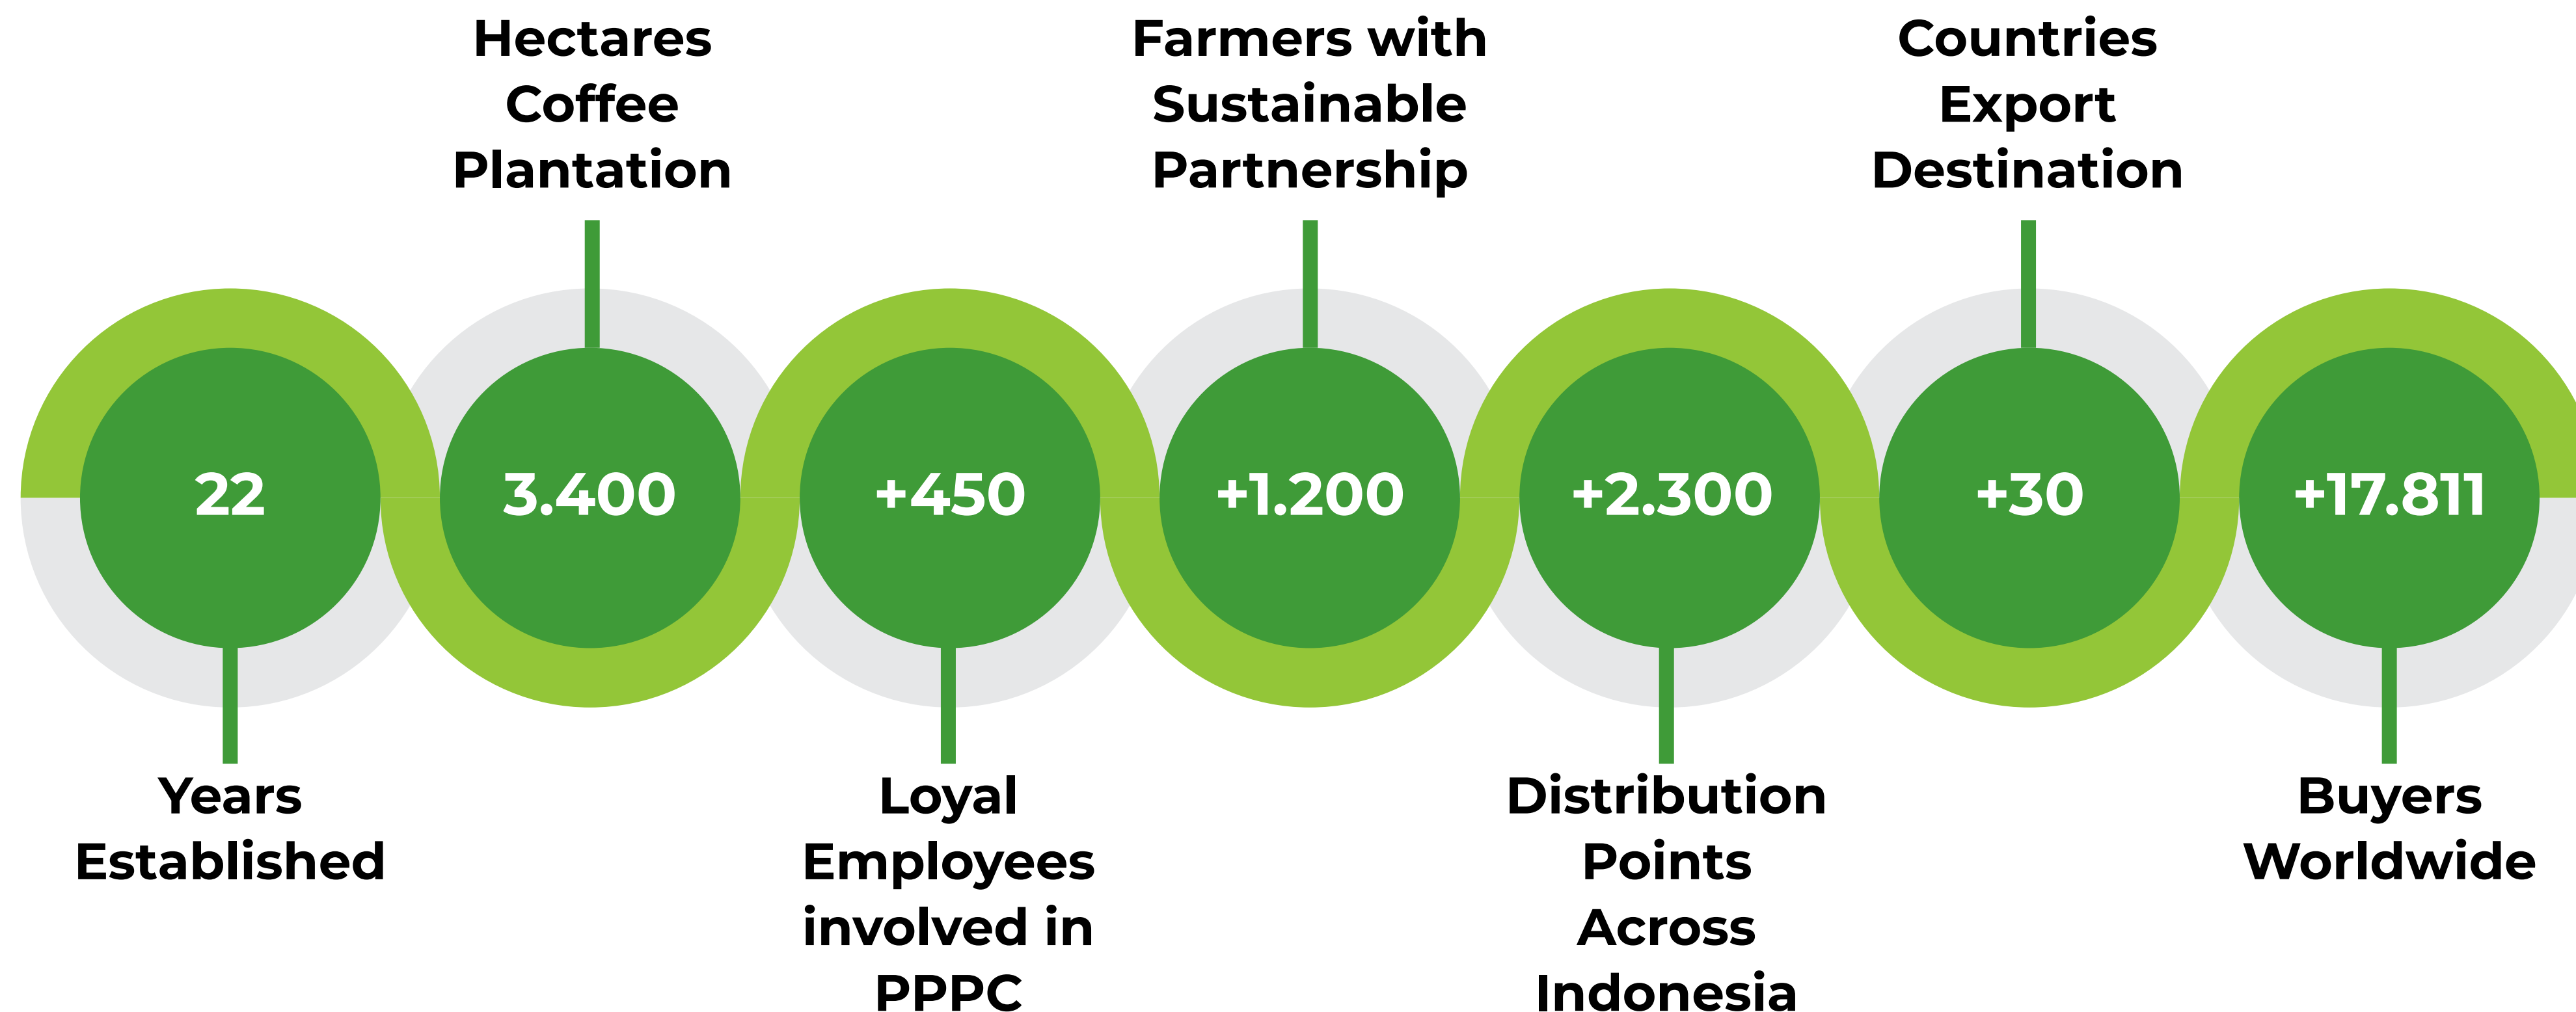 Hectares
Coffee
Plantation
Farmers with
Sustainable
Partnership
Countries
Export
Destination
22
3.400
+450
+1.200
+2.300
+30
+17.811
Years
Established
Loyal
Employees
involved in
PPPC
Distribution
Points
Across
Indonesia
Buyers
Worldwide